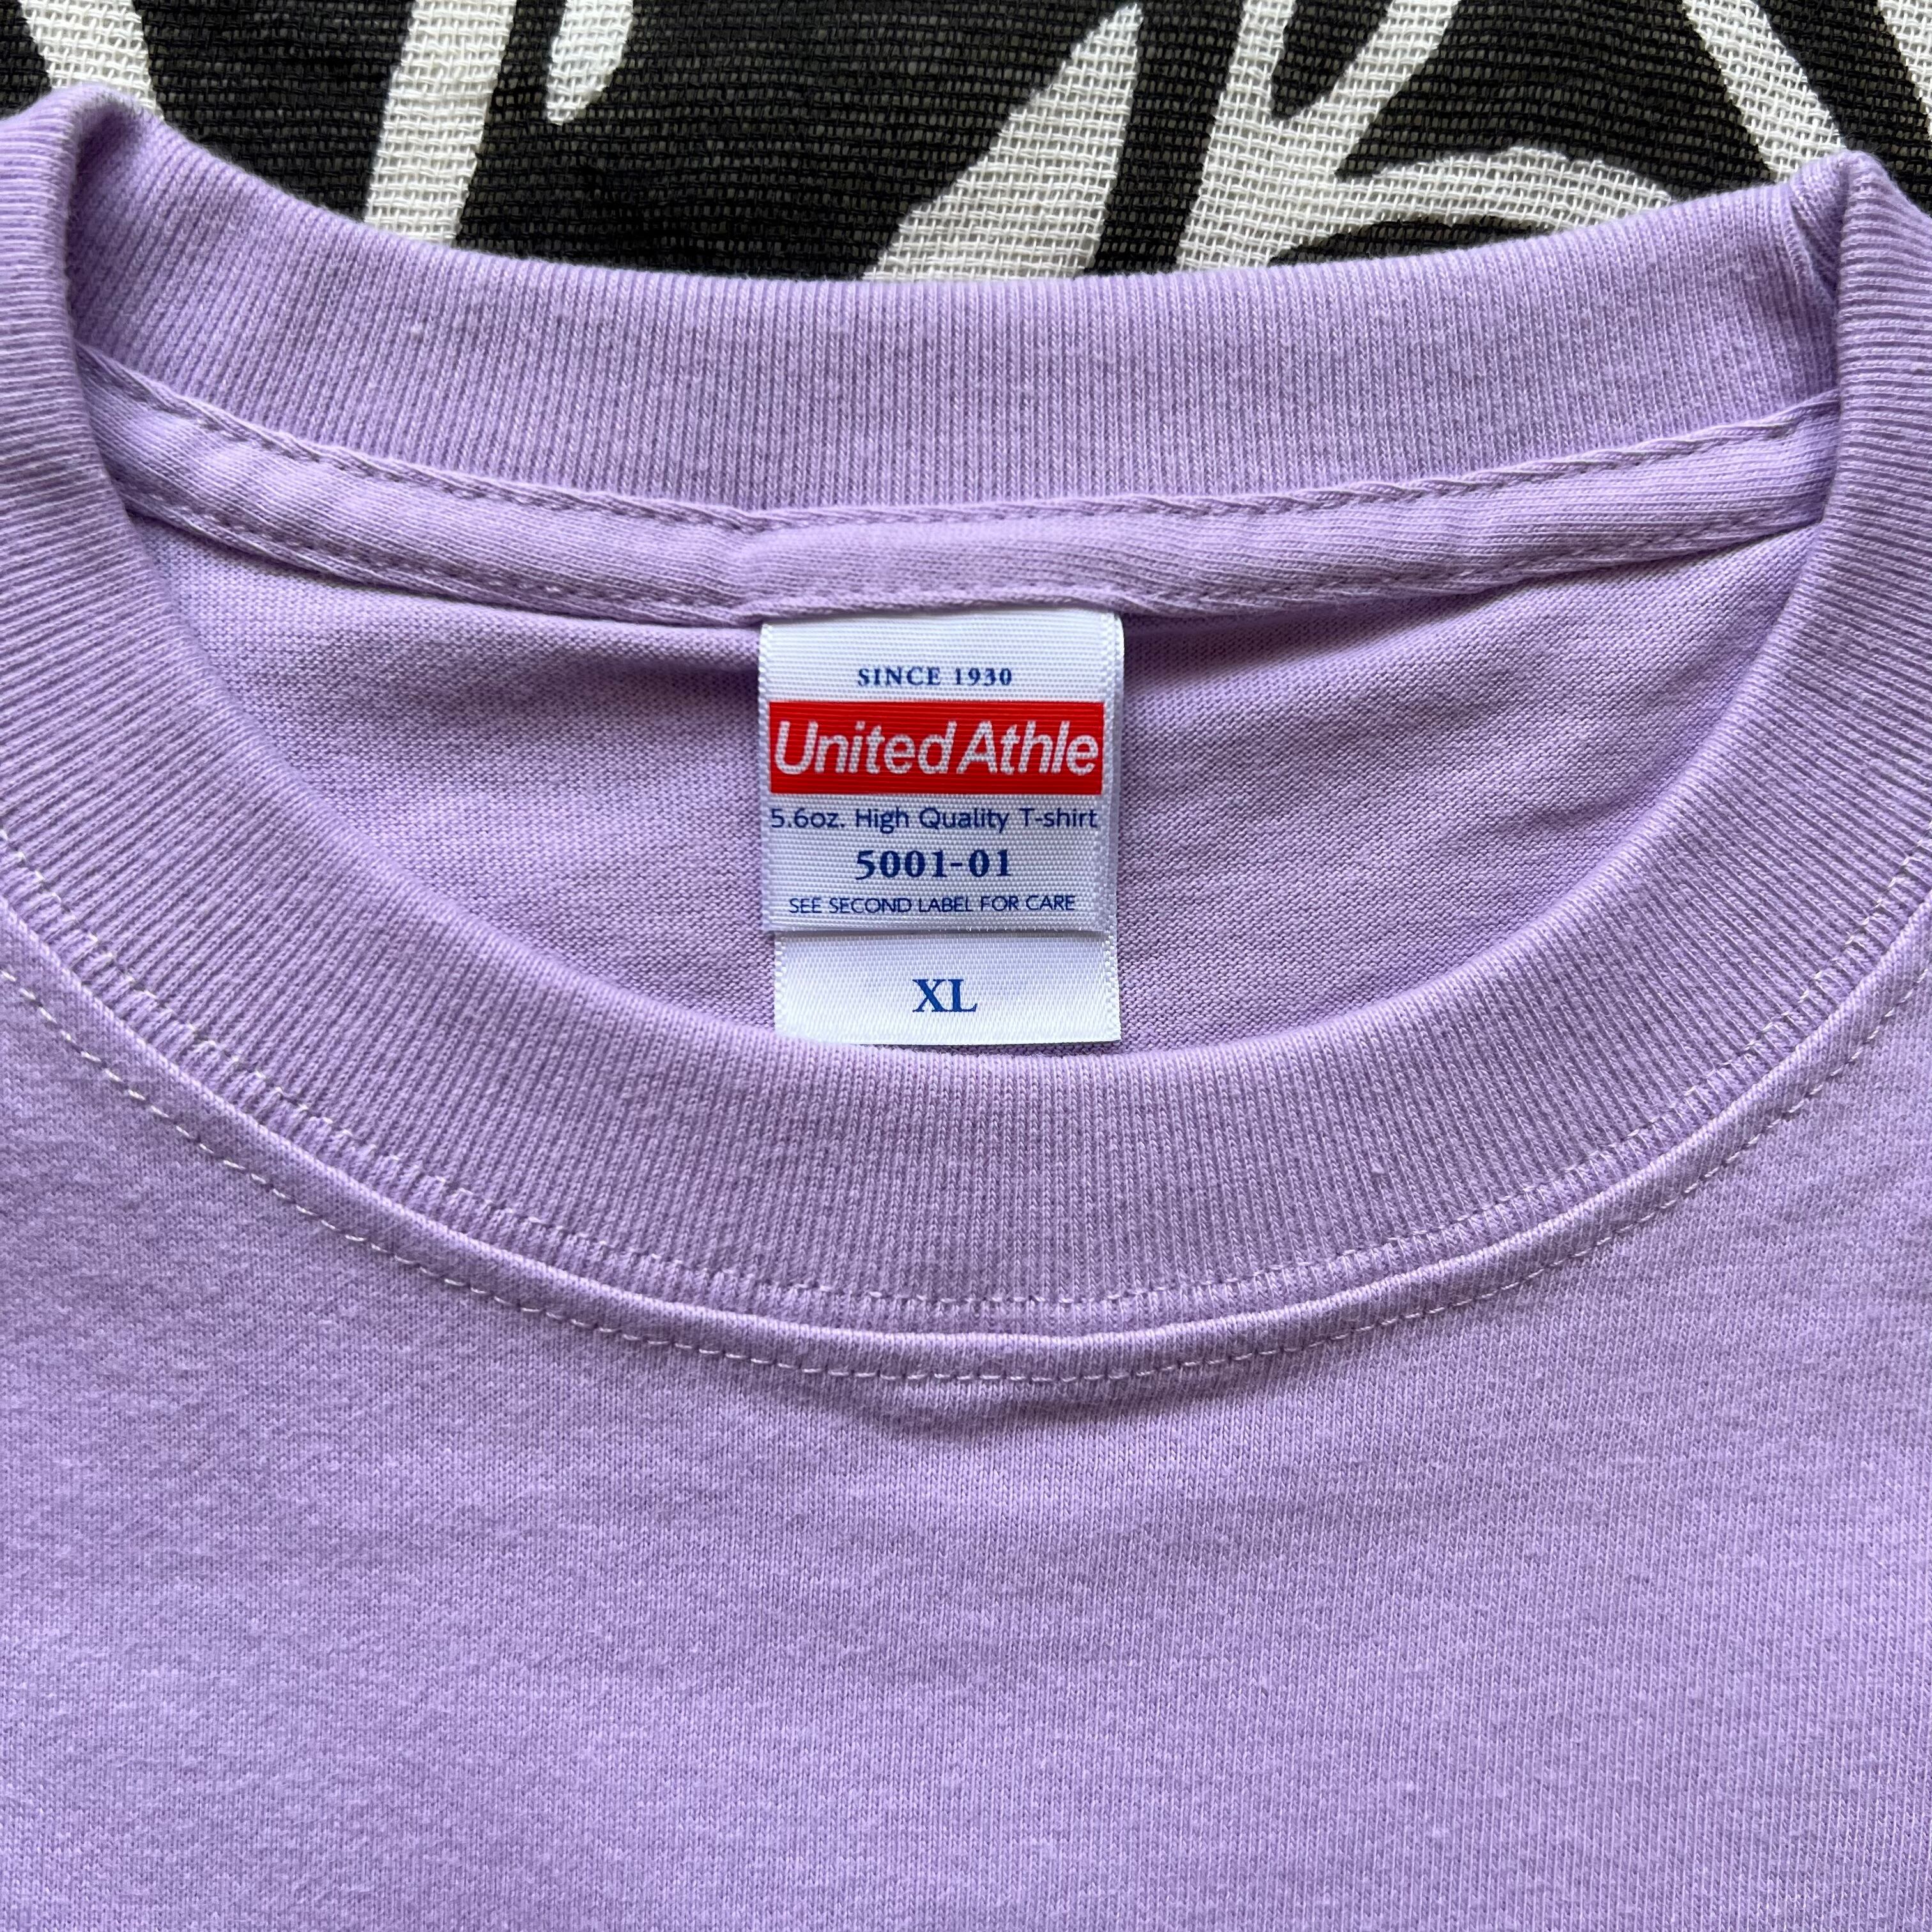 SINCE 1930
United Athle
5.6oz. High Quality T-shirt
5001-01
SEE SECOND LABEL FOR CARE
XL